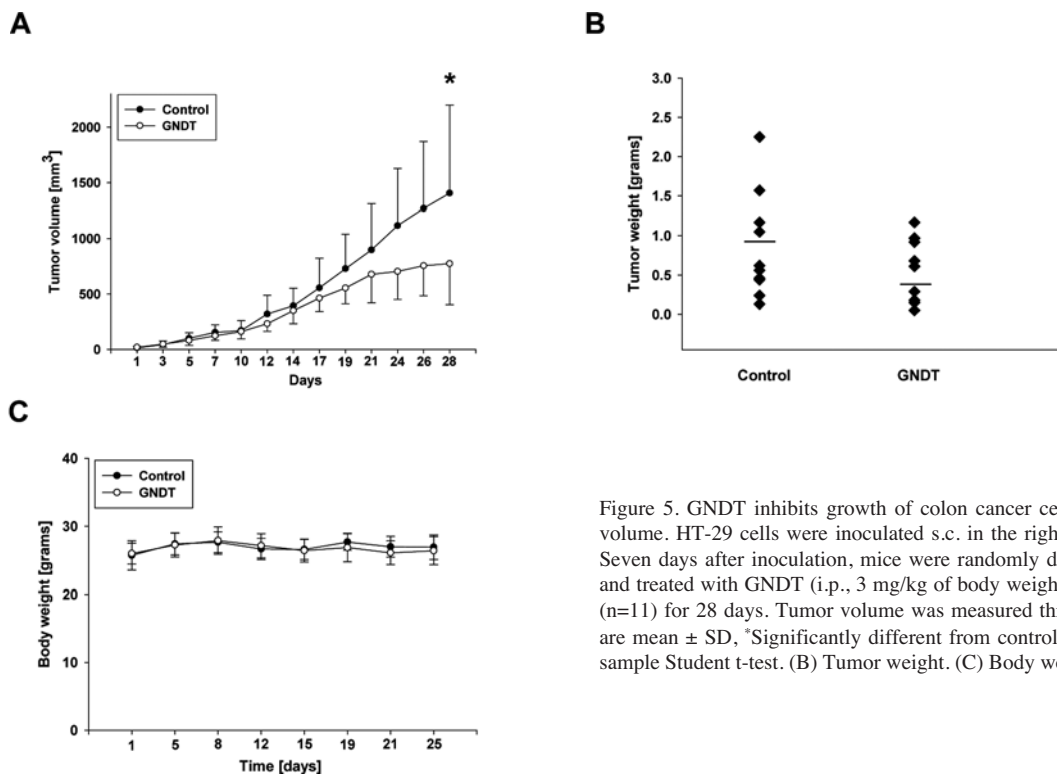 A
*
Control
GNDT
Tumor volume [mm3]
2000
1500
1000
500
0
1 3 5 7 10 12 14 17 19 21 24 26 28
Days
B
Tumor weight [grams]
3.0
2.5
2.0
1.5
1.0
0.5
0.0
Control GNDT
C
Control
GNDT
Body weight [grams]
40
30
20
10
0
1 5 8 12 15 19 21 25
Time [days]
Figure 5. GNDT inhibits growth of colon cancer ce
volume. HT-29 cells were inoculated s.c. in the righ
Seven days after inoculation, mice were randomly d
and treated with GNDT (i.p., 3 mg/kg of body weigh
(n=11) for 28 days. Tumor volume was measured th
are mean ± SD, *Significantly different from control
sample Student t-test. (B) Tumor weight. (C) Body w